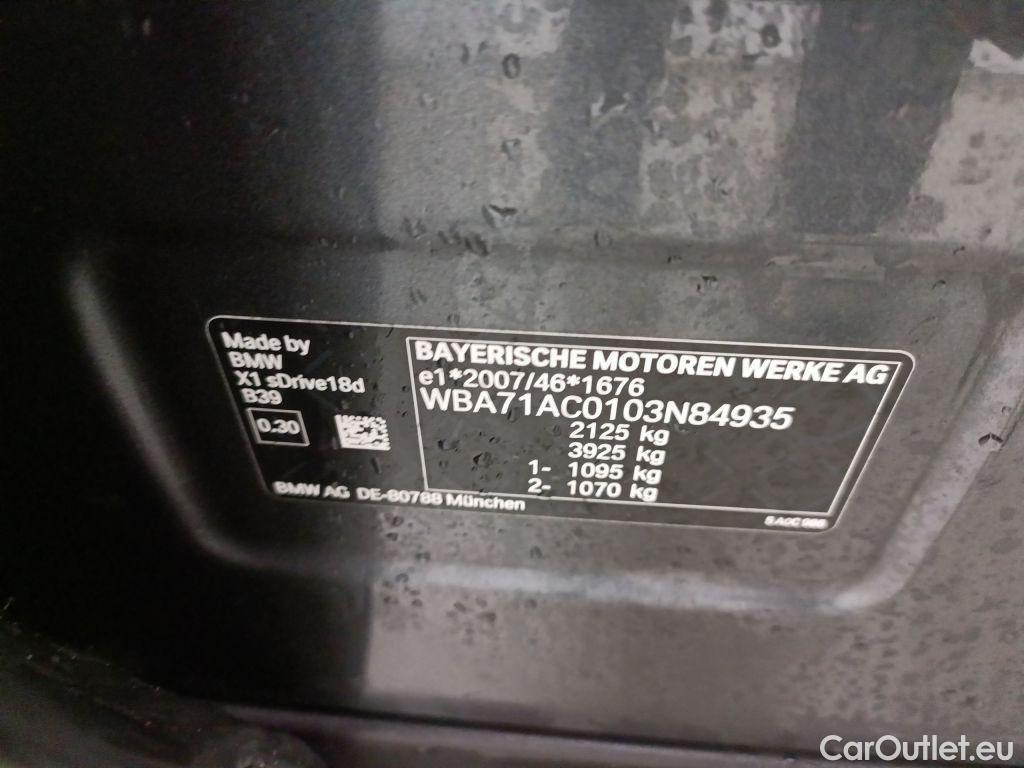 Made by
BMW
X1 sDrive18d
B39
0.30
BMW AG DE-80788 München
BAYERISCHE MOTOREN WERKE AG
e1*2007/46*1676
WBA71AC0103N84935
2125 kg
3925 kg
1- 1095 kg
2- 1070 kg
CarOutlet.eu